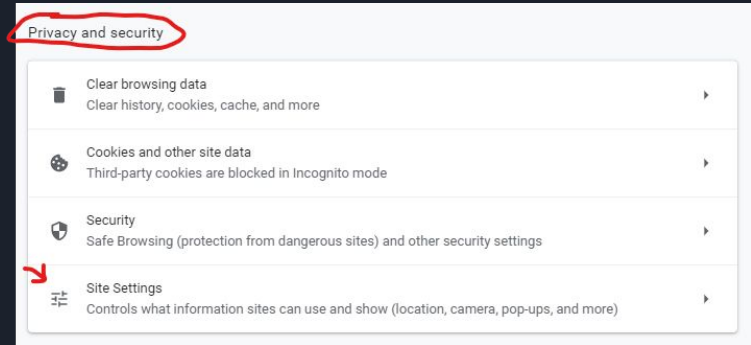 Privacy and security
Clear browsing data
Clear history, cookies, cache, and more
Cookies and other site data
Third-party cookies are blocked in Incognito mode
Security
Safe Browsing (protection from dangerous sites) and other security settings
Site Settings
Controls what information sites can use and show (location, camera, pop-ups, and more)